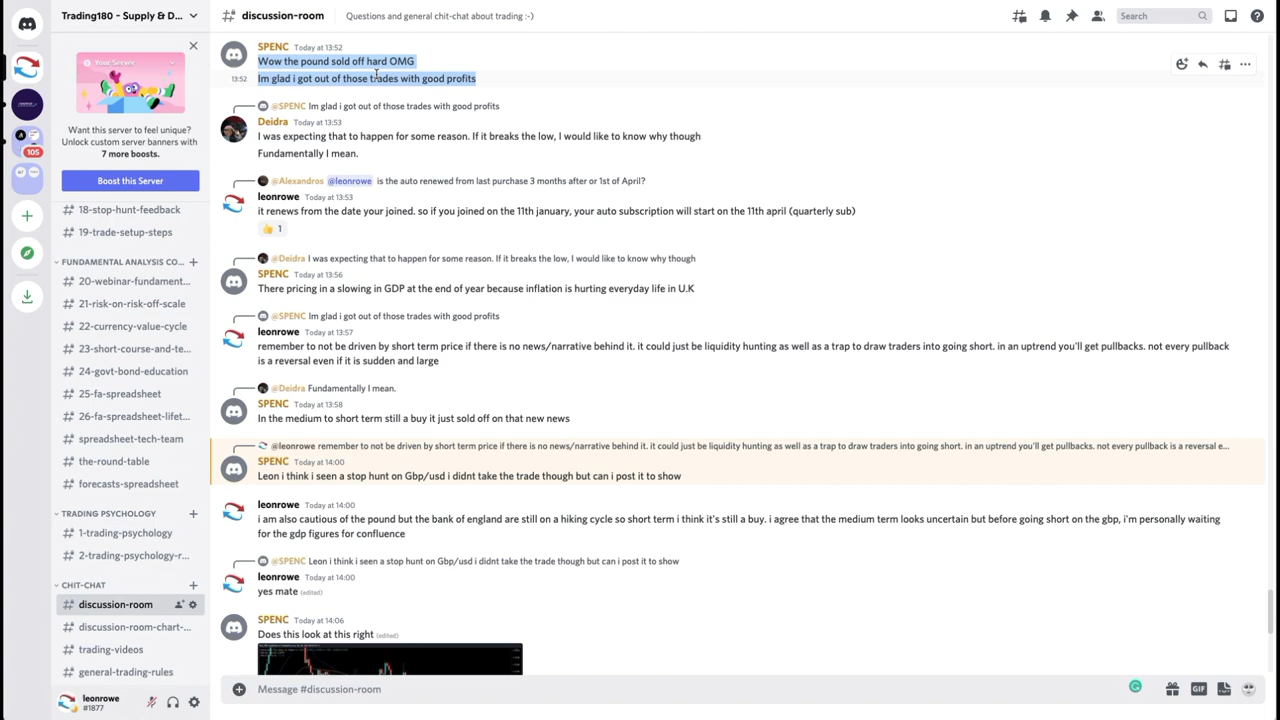 Trading180 - Supply & D...
discussion-room
Questions and general chit-chat about trading :-)
Search
Your Server
Want this server to feel unique?
Unlock custom server banners with
7 more boosts.
Boost this Server
105
18-stop-hunt-feedback
19-trade-setup-steps
FUNDAMENTAL ANALYSIS CO...
20-webinar-fundament...
21-risk-on-risk-off-scale
22-currency-value-cycle
23-short-course-and-te...
24-govt-bond-education
25-fa-spreadsheet
26-fa-spreadsheet-lifet...
spreadsheet-tech-team
the-round-table
forecasts-spreadsheet
TRADING PSYCHOLOGY
1-trading-psychology
2-trading-psychology-r...
CHIT-CHAT
discussion-room
discussion-room-chart-...
trading-videos
general-trading-rules
leonrowe
#1877
SPENC Today at 13:52
Wow the pound sold off hard OMG
13:52 Im glad i got out of those trades with good profits
@SPENC Im glad i got out of those trades with good profits
Deidra Today at 13:53
I was expecting that to happen for some reason. If it breaks the low, I would like to know why though
Fundamentally I mean.
@Alexandros @leonrowe is the auto renewed from last purchase 3 months after or 1st of April?
leonrowe Today at 13:53
it renews from the date your joined. so if you joined on the 11th january, your auto subscription will start on the 11th april (quarterly sub)
1
@Deidra I was expecting that to happen for some reason. If it breaks the low, I would like to know why though
SPENC Today at 13:56
There pricing in a slowing in GDP at the end of year because inflation is hurting everyday life in U.K
@SPENC Im glad i got out of those trades with good profits
leonrowe Today at 13:57
remember to not be driven by short term price if there is no news/narrative behind it. it could just be liquidity hunting as well as a trap to draw traders into going short. in an uptrend you'll get pullbacks. not every pullback
is a reversal even if it is sudden and large
@Deidra Fundamentally I mean.
SPENC Today at 13:58
In the medium to short term still a buy it just sold off on that new news
@leonrowe remember to not be driven by short term price if there is no news/narrative behind it. it could just be liquidity hunting as well as a trap to draw traders into going short. in an uptrend you'll get pullbacks. not every pullback is a reversal e...
SPENC Today at 14:00
Leon i think i seen a stop hunt on Gbp/usd i didnt take the trade though but can i post it to show
leonrowe Today at 14:00
i am also cautious of the pound but the bank of england are still on a hiking cycle so short term i think it's still a buy. i agree that the medium term looks uncertain but before going short on the gbp, i'm personally waiting
for the gdp figures for confluence
@SPENC Leon i think i seen a stop hunt on Gbp/usd i didnt take the trade though but can i post it to show
leonrowe Today at 14:00
yes mate (edited)
SPENC Today at 14:06
Does this look at this right (edited)
Message #discussion-room
GIF